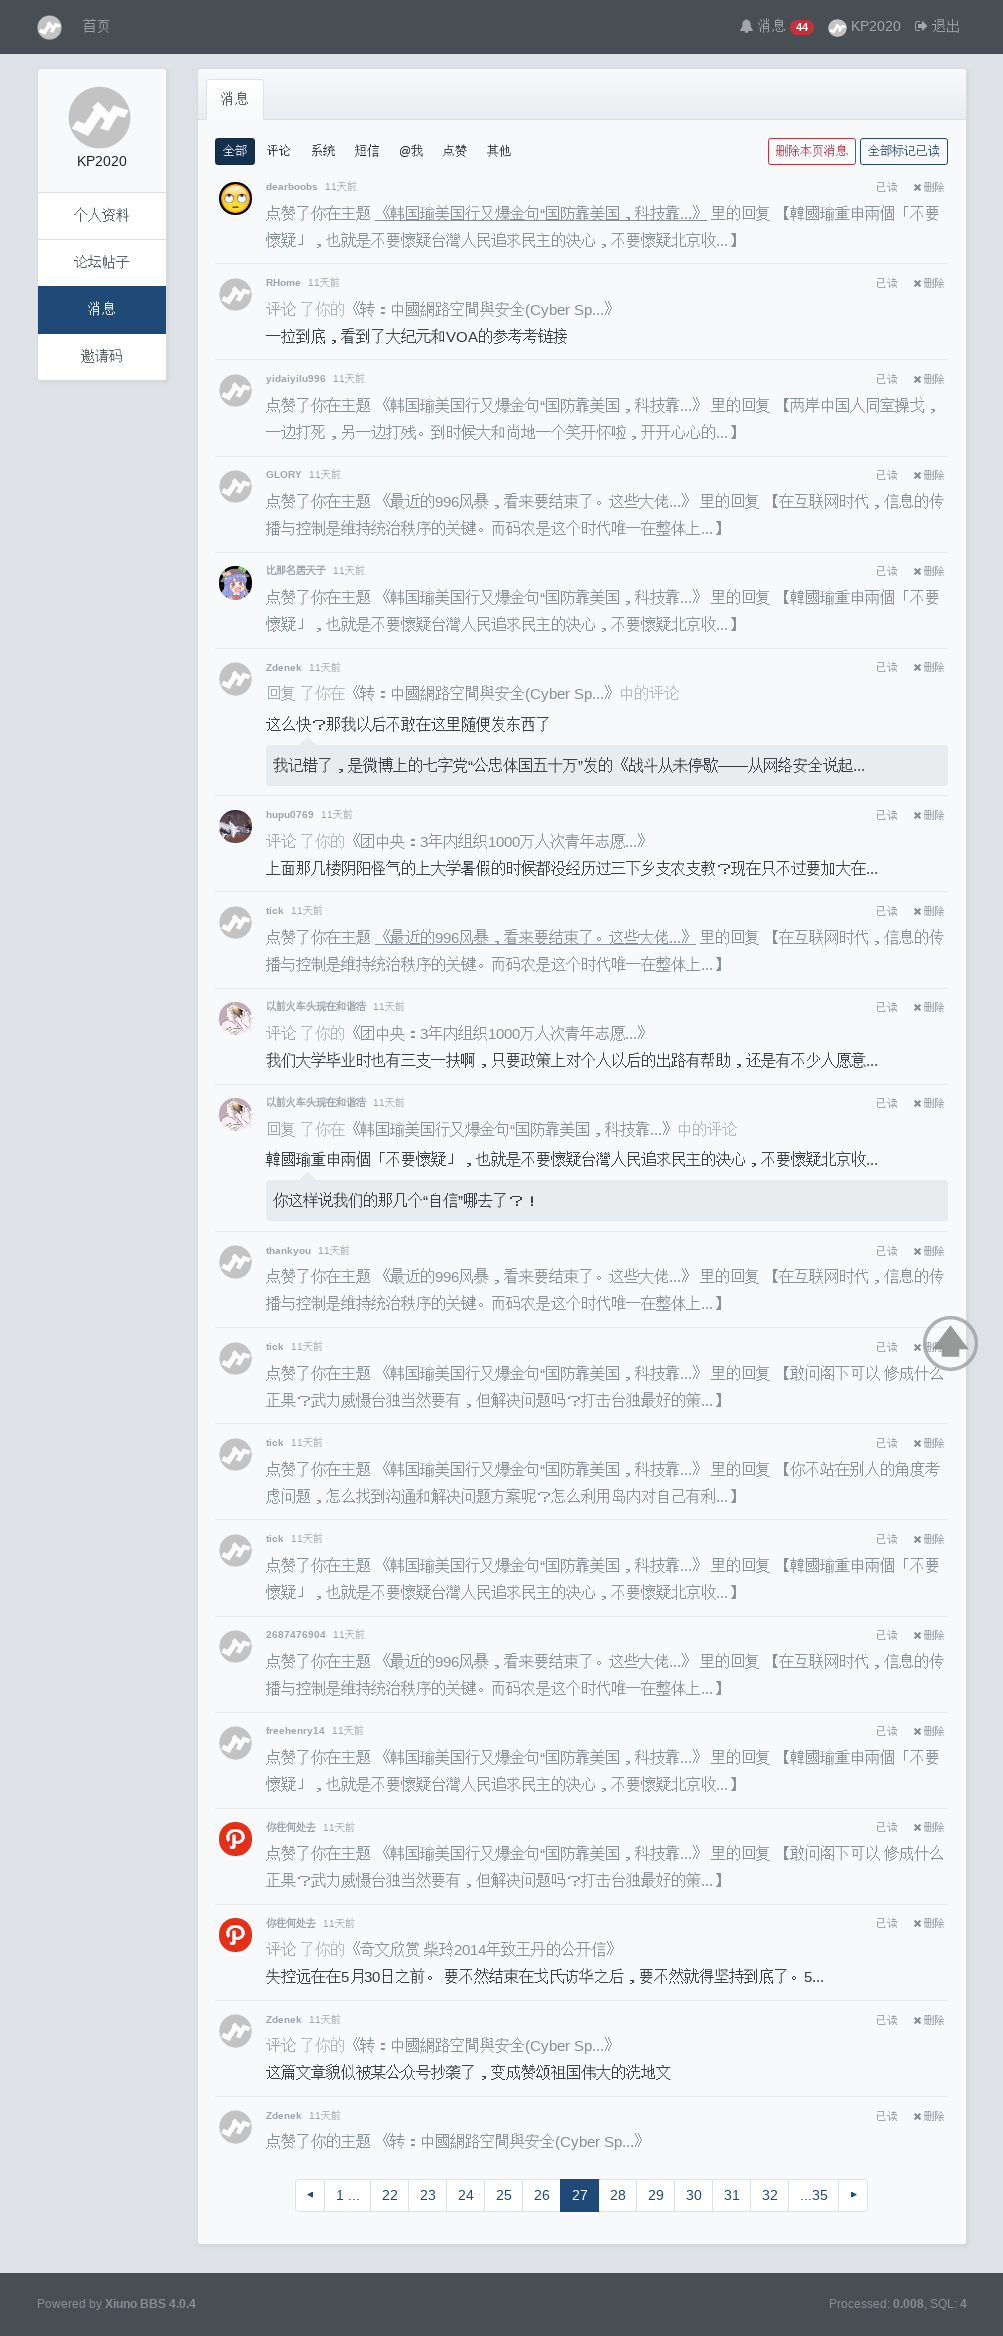 首页
消息 44 KP2020 退出
KP2020
个人资料
论坛帖子
消息
邀请码
消息
全部 评论 系统 短信 @我 点赞 其他 删除本页消息 全部标记已读
dearboobs 11天前 已读 ✖删除
点赞了你在主题 《韩国瑜美国行又爆金句“国防靠美国，科技靠...》 里的回复 【韓國瑜重申兩個「不要
懷疑」，也就是不要懷疑台灣人民追求民主的決心，不要懷疑北京收...】
RHome 11天前 已读 ✖删除
评论 了你的《转：中國網路空間與安全(Cyber Sp...》
一拉到底，看到了大纪元和VOA的参考考链接
yidaiyilu996 11天前 已读 ✖删除
点赞了你在主题 《韩国瑜美国行又爆金句“国防靠美国，科技靠...》 里的回复 【两岸中国人同室操戈，
一边打死，另一边打残。到时候大和尚地一个笑开怀啦，开开心心的...】
GLORY 11天前 已读 ✖删除
点赞了你在主题 《最近的996风暴，看来要结束了。这些大佬...》 里的回复 【在互联网时代，信息的传
播与控制是维持统治秩序的关键。而码农是这个时代唯一在整体上...】
比那名居天子 11天前 已读 ✖删除
点赞了你在主题 《韩国瑜美国行又爆金句“国防靠美国，科技靠...》 里的回复 【韓國瑜重申兩個「不要
懷疑」，也就是不要懷疑台灣人民追求民主的決心，不要懷疑北京收...】
Zdenek 11天前 已读 ✖删除
回复 了你在《转：中國網路空間與安全(Cyber Sp...》中的评论
这么快？那我以后不敢在这里随便发东西了
我记错了，是微博上的七字党“公忠体国五十万”发的《战斗从未停歇——从网络安全说起...
hupu0769 11天前 已读 ✖删除
评论 了你的《团中央：3年内组织1000万人次青年志愿...》
上面那几楼阴阳怪气的上大学暑假的时候都没经历过三下乡支农支教？现在只不过要加大在...
tick 11天前 已读 ✖删除
点赞了你在主题 《最近的996风暴，看来要结束了。这些大佬...》 里的回复 【在互联网时代，信息的传
播与控制是维持统治秩序的关键。而码农是这个时代唯一在整体上...】
以前火车头现在和谐浩 11天前 已读 ✖删除
评论 了你的《团中央：3年内组织1000万人次青年志愿...》
我们大学毕业时也有三支一扶啊，只要政策上对个人以后的出路有帮助，还是有不少人愿意...
以前火车头现在和谐浩 11天前 已读 ✖删除
回复 了你在《韩国瑜美国行又爆金句“国防靠美国，科技靠...》中的评论
韓國瑜重申兩個「不要懷疑」，也就是不要懷疑台灣人民追求民主的決心，不要懷疑北京收...
你这样说我们的那几个“自信”哪去了？！
thankyou 11天前 已读 ✖删除
点赞了你在主题 《最近的996风暴，看来要结束了。这些大佬...》 里的回复 【在互联网时代，信息的传
播与控制是维持统治秩序的关键。而码农是这个时代唯一在整体上...】
tick 11天前 已读 ✖删除
点赞了你在主题 《韩国瑜美国行又爆金句“国防靠美国，科技靠...》 里的回复 【敢问阁下可以 修成什么
正果？武力威慑台独当然要有，但解决问题吗？打击台独最好的策...】
tick 11天前 已读 ✖删除
点赞了你在主题 《韩国瑜美国行又爆金句“国防靠美国，科技靠...》 里的回复 【你不站在别人的角度考
虑问题，怎么找到沟通和解决问题方案呢？怎么利用岛内对自己有利...】
tick 11天前 已读 ✖删除
点赞了你在主题 《韩国瑜美国行又爆金句“国防靠美国，科技靠...》 里的回复 【韓國瑜重申兩個「不要
懷疑」，也就是不要懷疑台灣人民追求民主的決心，不要懷疑北京收...】
2687476904 11天前 已读 ✖删除
点赞了你在主题 《最近的996风暴，看来要结束了。这些大佬...》 里的回复 【在互联网时代，信息的传
播与控制是维持统治秩序的关键。而码农是这个时代唯一在整体上...】
freehenry14 11天前 已读 ✖删除
点赞了你在主题 《韩国瑜美国行又爆金句“国防靠美国，科技靠...》 里的回复 【韓國瑜重申兩個「不要
懷疑」，也就是不要懷疑台灣人民追求民主的決心，不要懷疑北京收...】
你往何处去 11天前 已读 ✖删除
点赞了你在主题 《韩国瑜美国行又爆金句“国防靠美国，科技靠...》 里的回复 【敢问阁下可以 修成什么
正果？武力威慑台独当然要有，但解决问题吗？打击台独最好的策...】
你往何处去 11天前 已读 ✖删除
评论 了你的《奇文欣赏 柴玲2014年致王丹的公开信》
失控远在在5月30日之前。 要不然结束在戈氏访华之后，要不然就得坚持到底了。5...
Zdenek 11天前 已读 ✖删除
评论 了你的《转：中國網路空間與安全(Cyber Sp...》
这篇文章貌似被某公众号抄袭了，变成赞颂祖国伟大的洗地文
Zdenek 11天前 已读 ✖删除
点赞了你的主题 《转：中國網路空間與安全(Cyber Sp...》
◂ 1 ... 22 23 24 25 26 27 28 29 30 31 32 ...35 ▸
Powered by Xiuno BBS 4.0.4 Processed: 0.008, SQL: 4